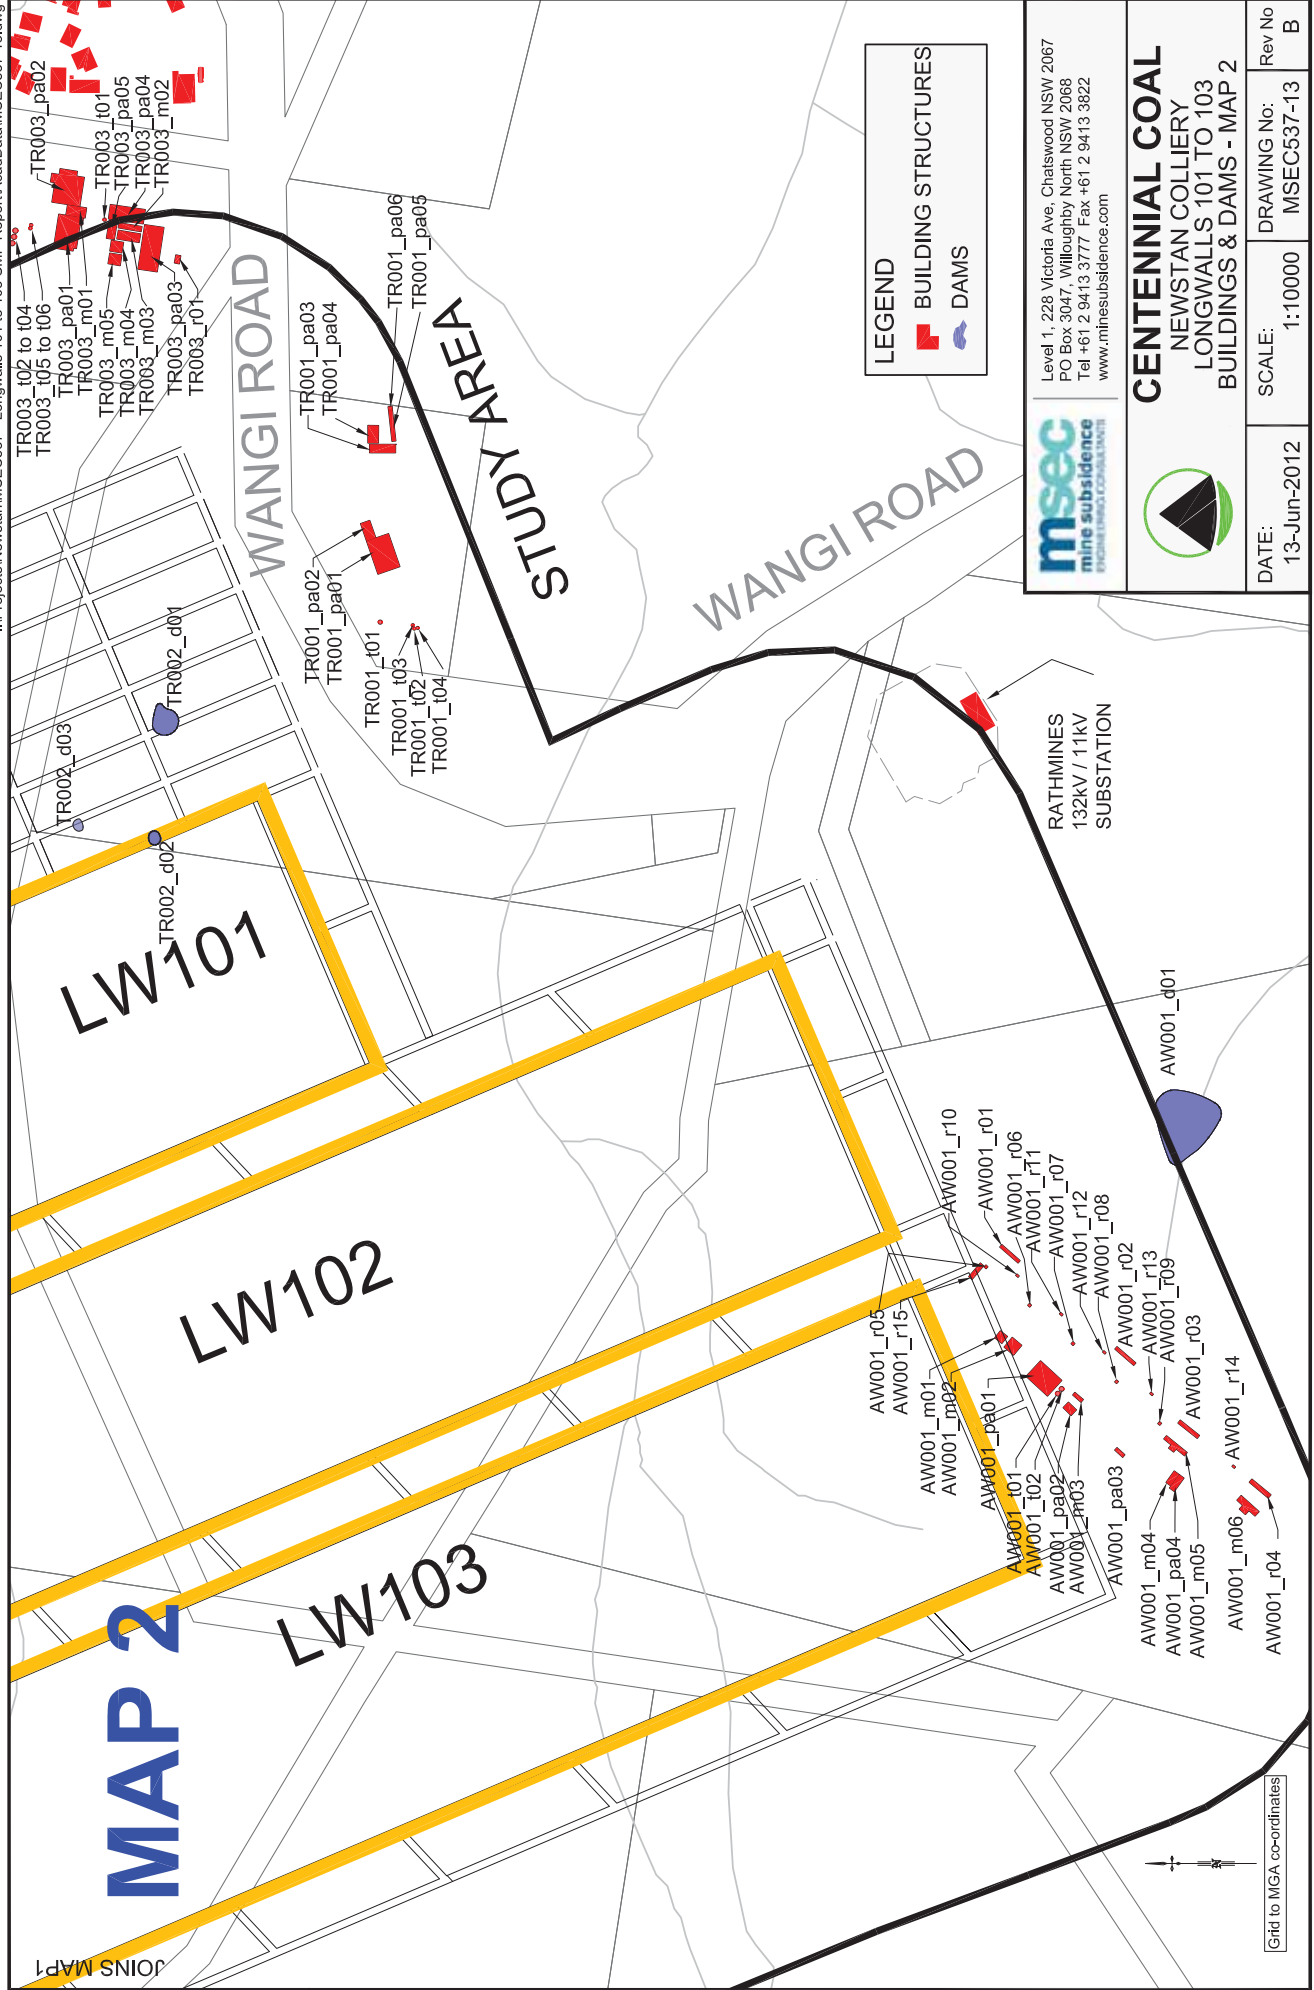 MAP 2
JOINS MAP1
LW101
LW102
LW103
WANGI ROAD
STUDY AREA
WANGI ROAD
TR003_pa02
TR003_t01
TR003_pa05
TR003_pa04
TR003_m02
TR003_t02 to t04
TR003_t05 to t06
TR003_pa01
TR003_m01
TR003_m05
TR003_m04
TR003_m03
TR003_pa03
TR003_r01
TR001_pa06
TR001_pa05
TR001_pa03
TR001_pa04
TR001_pa02
TR001_pa01
TR001_t01
TR001_t03
TR001_t02
TR001_t04
TR002_d01
TR002_d03
TR002_d02
RATHMINES
132kV / 11kV
SUBSTATION
AW001_d01
AW001_r10
AW001_r01
AW001_r06
AW001_r11
AW001_r07
AW001_r12
AW001_r08
AW001_r02
AW001_r13
AW001_r09
AW001_r03
AW001_r14
AW001_r05
AW001_r15
AW001_m01
AW001_m02
AW001_pa01
AW001_t01
AW001_t02
AW001_pa02
AW001_m03
AW001_pa03
AW001_m04
AW001_pa04
AW001_m05
AW001_m06
AW001_r04
LEGEND
BUILDING STRUCTURES
DAMS
Grid to MGA co-ordinates
msec
mine subsidence
ENGINEERING CONSULTANTS
Level 1, 228 Victoria Ave, Chatswood NSW 2067
PO Box 3047, Willoughby North NSW 2068
Tel +61 2 9413 3777 Fax +61 2 9413 3822
www.minesubsidence.com
CENTENNIAL COAL
NEWSTAN COLLIERY
LONGWALLS 101 TO 103
BUILDINGS & DAMS - MAP 2
DATE:
13-Jun-2012
SCALE:
1:10000
DRAWING No:
MSEC537-13
Rev No
B